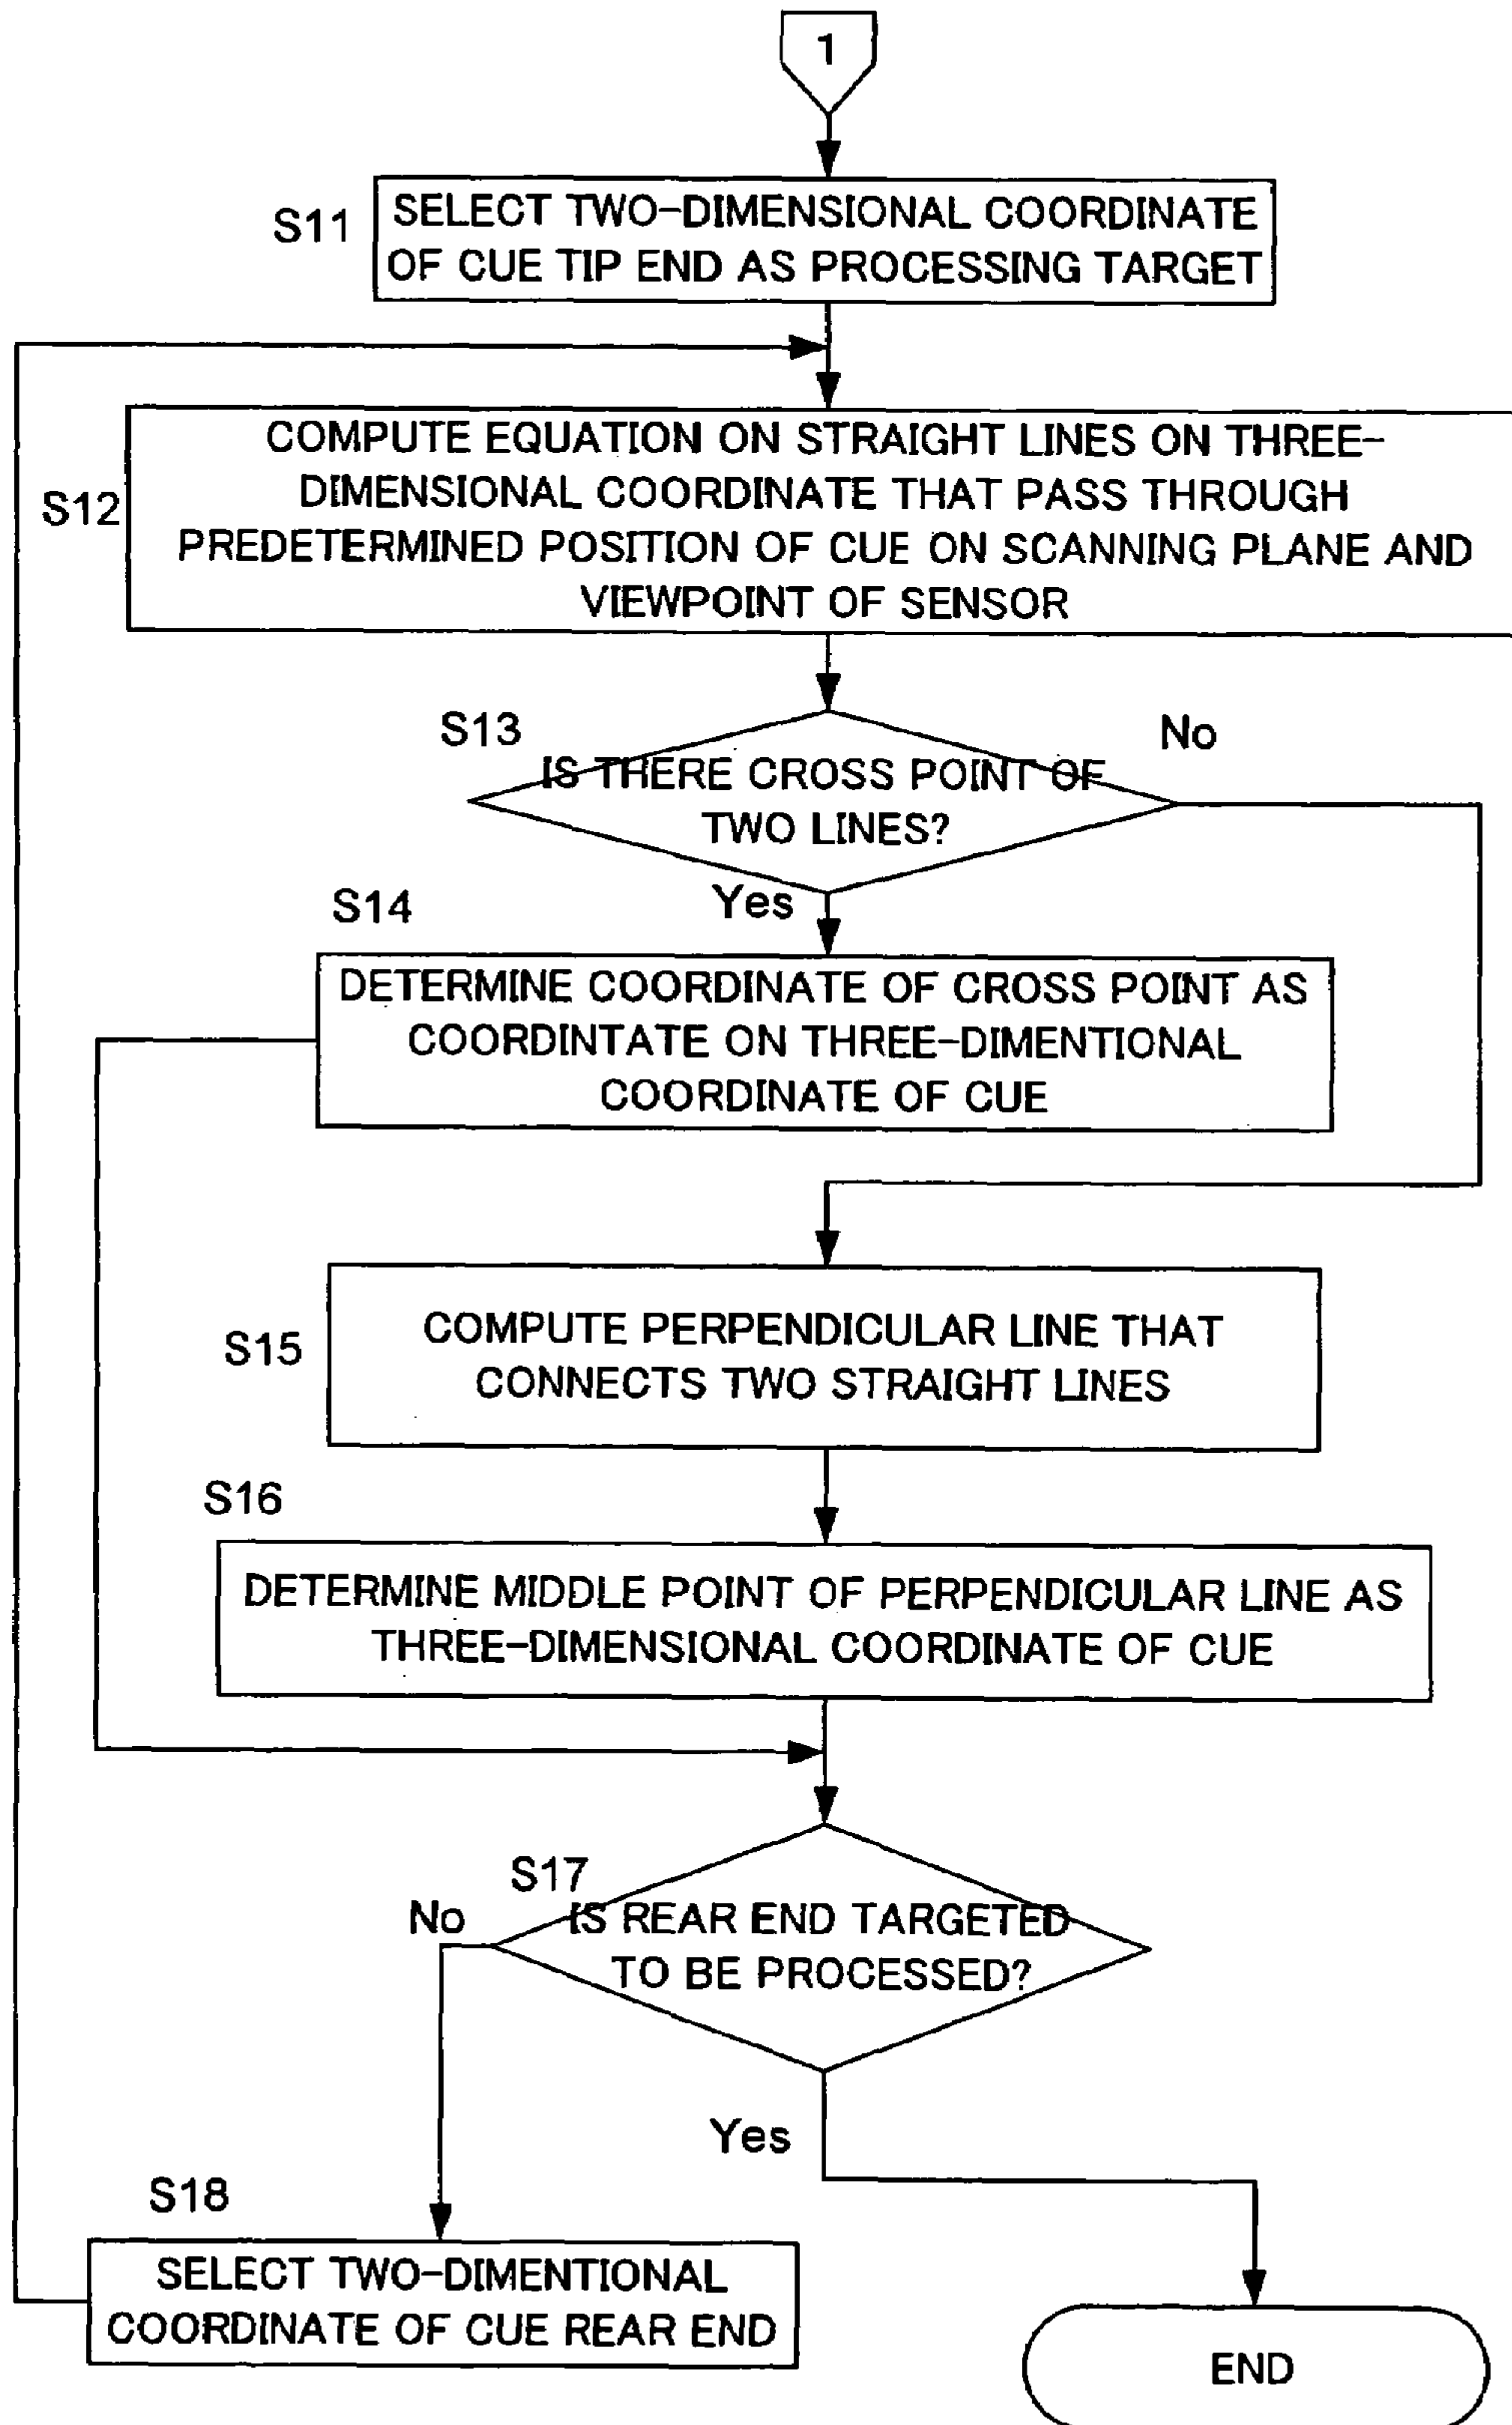 1
S11
SELECT TWO-DIMENSIONAL COORDINATE
OF CUE TIP END AS PROCESSING TARGET
S12
COMPUTE EQUATION ON STRAIGHT LINES ON THREE-
DIMENSIONAL COORDINATE THAT PASS THROUGH
PREDETERMINED POSITION OF CUE ON SCANNING PLANE AND
VIEWPOINT OF SENSOR
S13
No
IS THERE CROSS POINT OF
TWO LINES?
Yes
S14
DETERMINE COORDINATE OF CROSS POINT AS
COORDINTATE ON THREE-DIMENTIONAL
COORDINATE OF CUE
S15
COMPUTE PERPENDICULAR LINE THAT
CONNECTS TWO STRAIGHT LINES
S16
DETERMINE MIDDLE POINT OF PERPENDICULAR LINE AS
THREE-DIMENSIONAL COORDINATE OF CUE
S17
No
IS REAR END TARGETED
TO BE PROCESSED?
Yes
S18
SELECT TWO-DIMENTIONAL
COORDINATE OF CUE REAR END
END